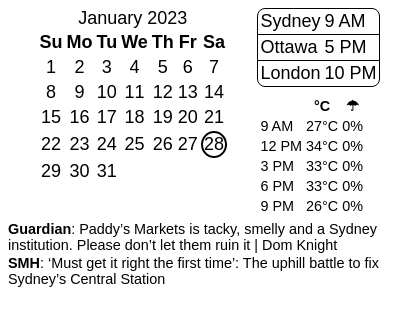 January 2023
Su Mo Tu We Th Fr Sa
1 2 3 4 5 6 7
8 9 10 11 12 13 14
15 16 17 18 19 20 21
22 23 24 25 26 27 28
29 30 31
Sydney 9 AM
Ottawa 5 PM
London 10 PM
°C ☂
9 AM 27°C 0%
12 PM 34°C 0%
3 PM 33°C 0%
6 PM 33°C 0%
9 PM 26°C 0%
Guardian: Paddy’s Markets is tacky, smelly and a Sydney
institution. Please don’t let them ruin it | Dom Knight
SMH: ‘Must get it right the first time’: The uphill battle to fix
Sydney’s Central Station